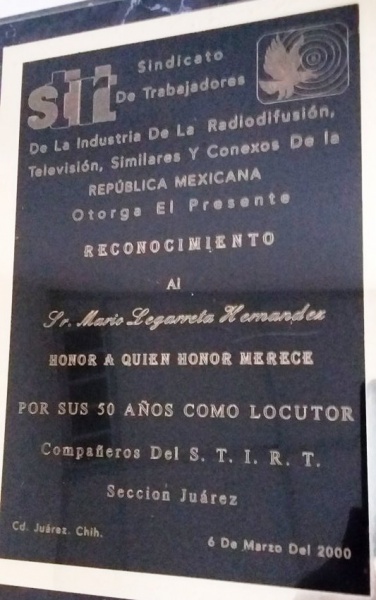 stirt
Sindicato
De Trabajadores
De La Industria De La Radiodifusión,
Televisión, Similares Y Conexos De la
REPÚBLICA MEXICANA
Otorga El Presente
RECONOCIMIENTO
Al
Sr. Mario Legarreta Hernandez
HONOR A QUIEN HONOR MERECE
POR SUS 50 AÑOS COMO LOCUTOR
Compañeros Del S. T. I. R. T.
Seccion Juárez
Cd. Juárez. Chih.
6 De Marzo Del 2000